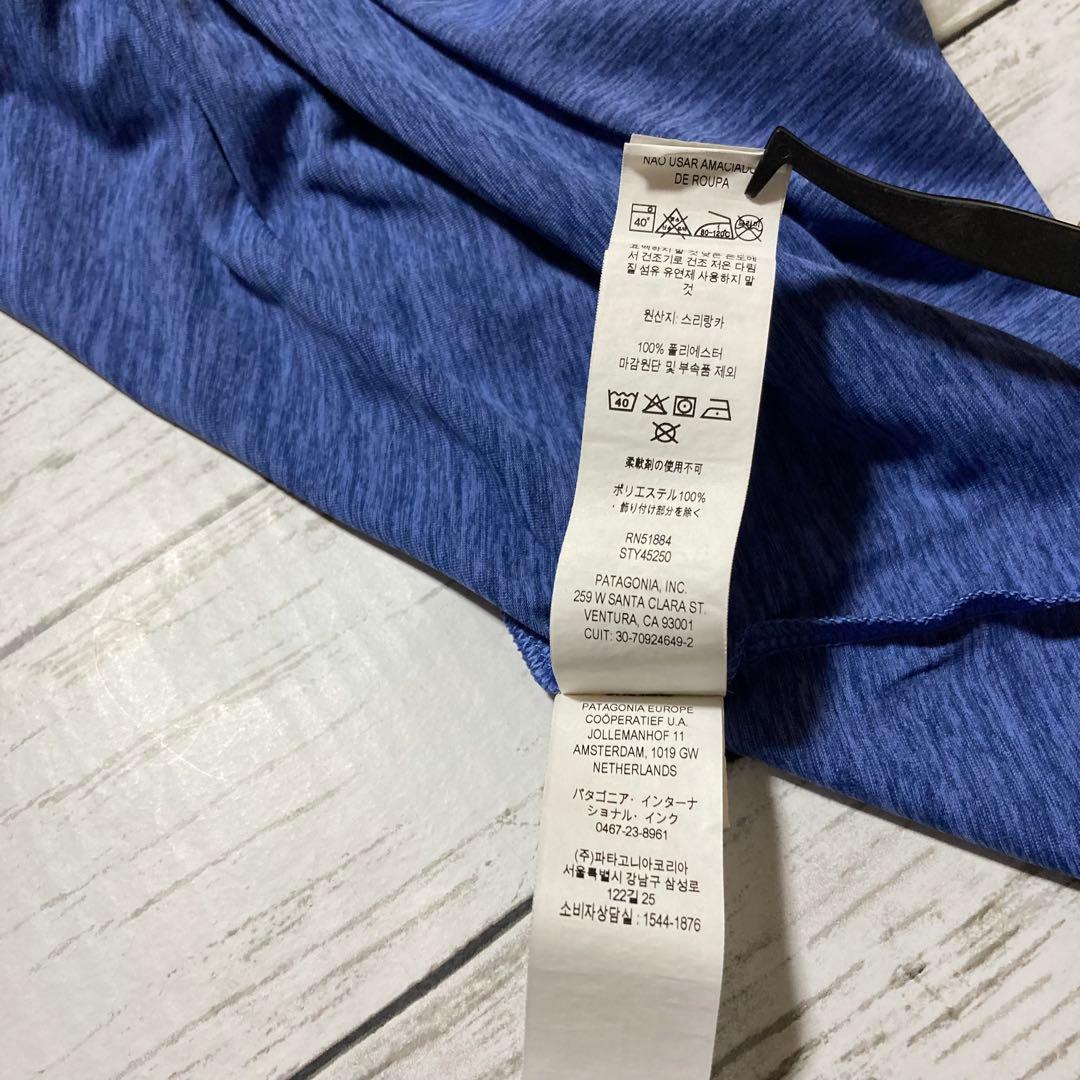 NÃO USAR AMACIADO
DE ROUPA
40°
80-120℃
서 건조기로 건조 저온 다림
질 섬유 유연제 사용하지 말
것
원산지: 스리랑카
100% 폴리에스터
마감원단 및 부속품 제외
40
柔軟剤の使用不可
ポリエステル100%
・飾り付け部分を除く
RN51884
STY45250
PATAGONIA, INC.
259 W SANTA CLARA ST.
VENTURA, CA 93001
CUIT: 30-70924649-2
PATAGONIA EUROPE
COÖPERATIEF U.A.
JOLLEMANHOF 11
AMSTERDAM, 1019 GW
NETHERLANDS
パタゴニア・インターナ
ショナル・インク
0467-23-8961
(주)파타고니아코리아
서울특별시 강남구 삼성로
122길 25
소비자상담실 : 1544-1876